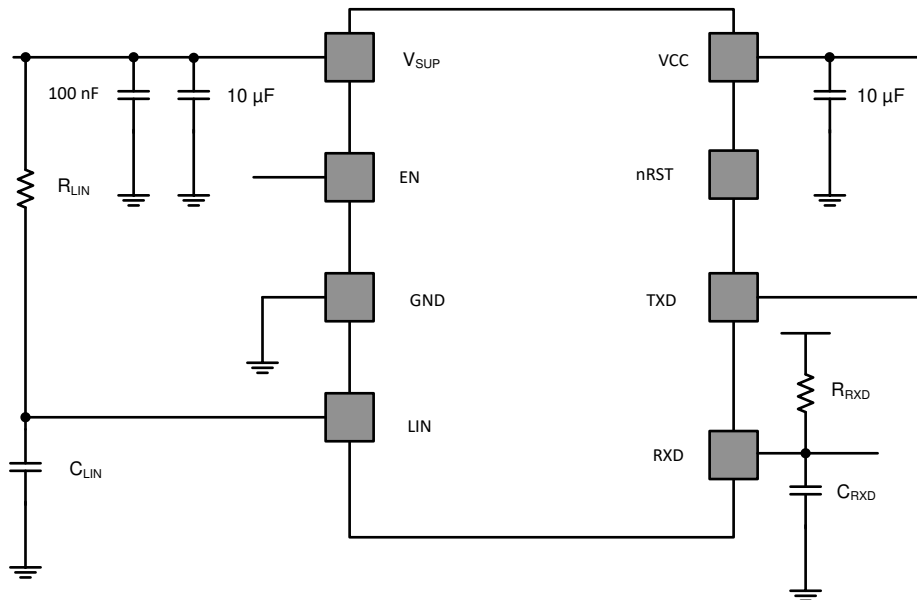 V_SUP
VCC
100 nF
10 µF
10 µF
R_LIN
EN
nRST
GND
TXD
R_RXD
LIN
RXD
C_LIN
C_RXD